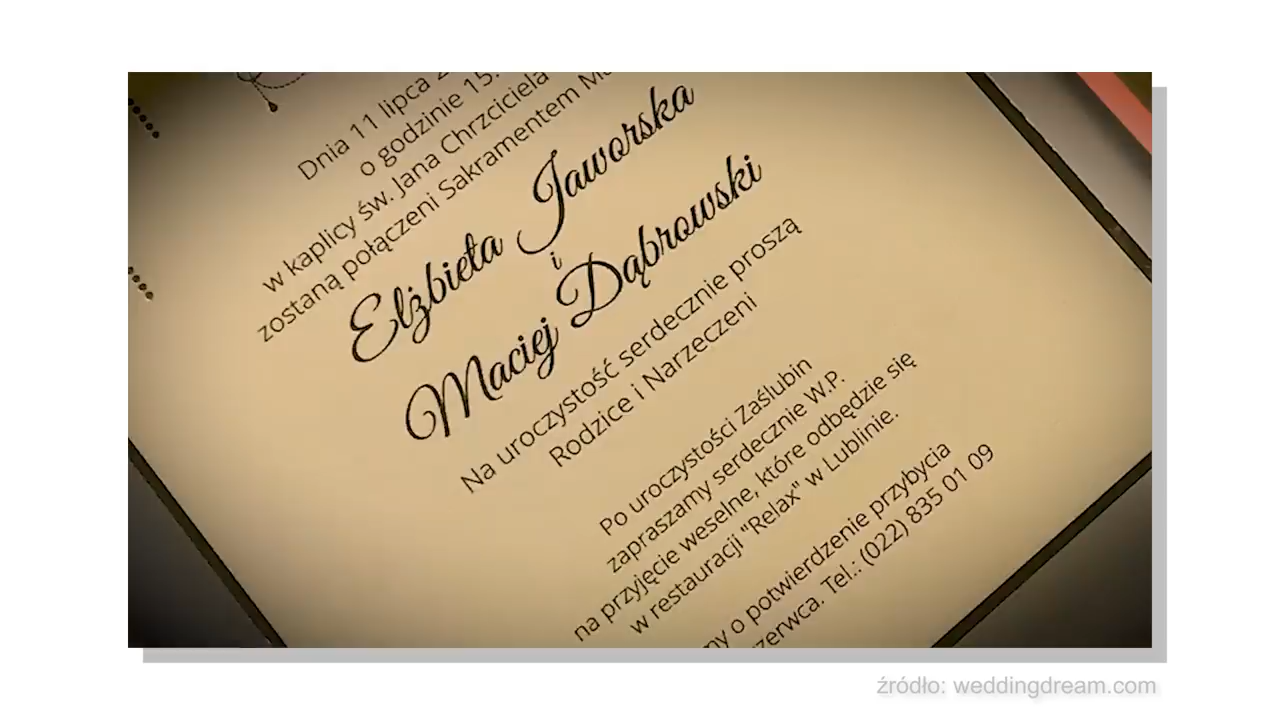 Dnia 11 lipca
o godzinie 15.
w kaplicy św. Jana Chrzciciela
zostaną połączeni Sakramentem
Elżbieta Jaworska
i
Maciej Dąbrowski
Na uroczystość serdecznie proszą
Rodzice i Narzeczeni
Po uroczystości Zaślubin
zapraszamy serdecznie W.P.
na przyjęcie weselne, które odbędzie się
w restauracji "Relax" w Lublinie.
o potwierdzenie przybycia
Tel.: (022) 835 01 09
źródło: weddingdream.com